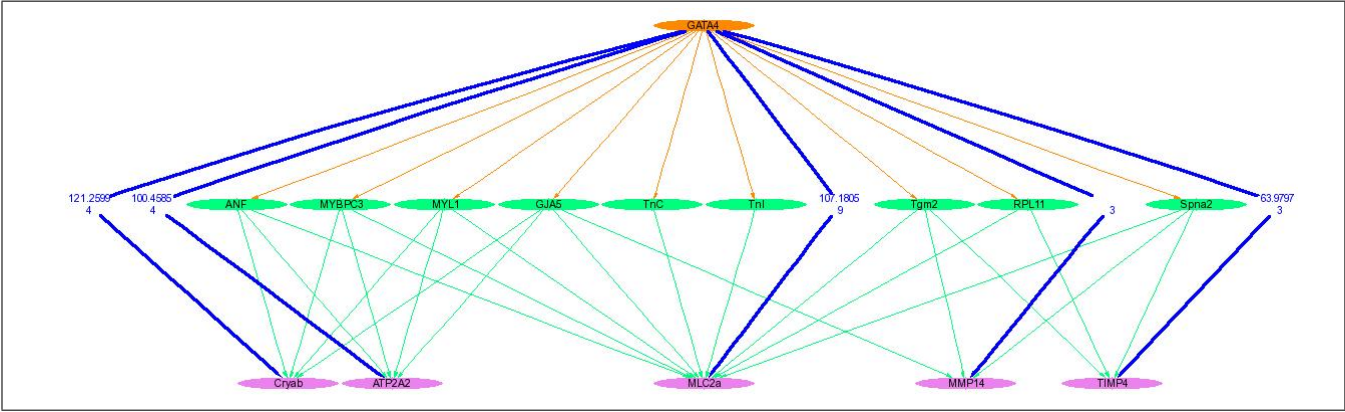 GATA4
121.2599
4
100.4585
4
ANF
MYBPC3
MYL1
GJA5
TnC
TnI
107.1805
9
Tgm2
RPL11
3
Spna2
63.9797
3
Cryab
ATP2A2
MLC2a
MMP14
TIMP4